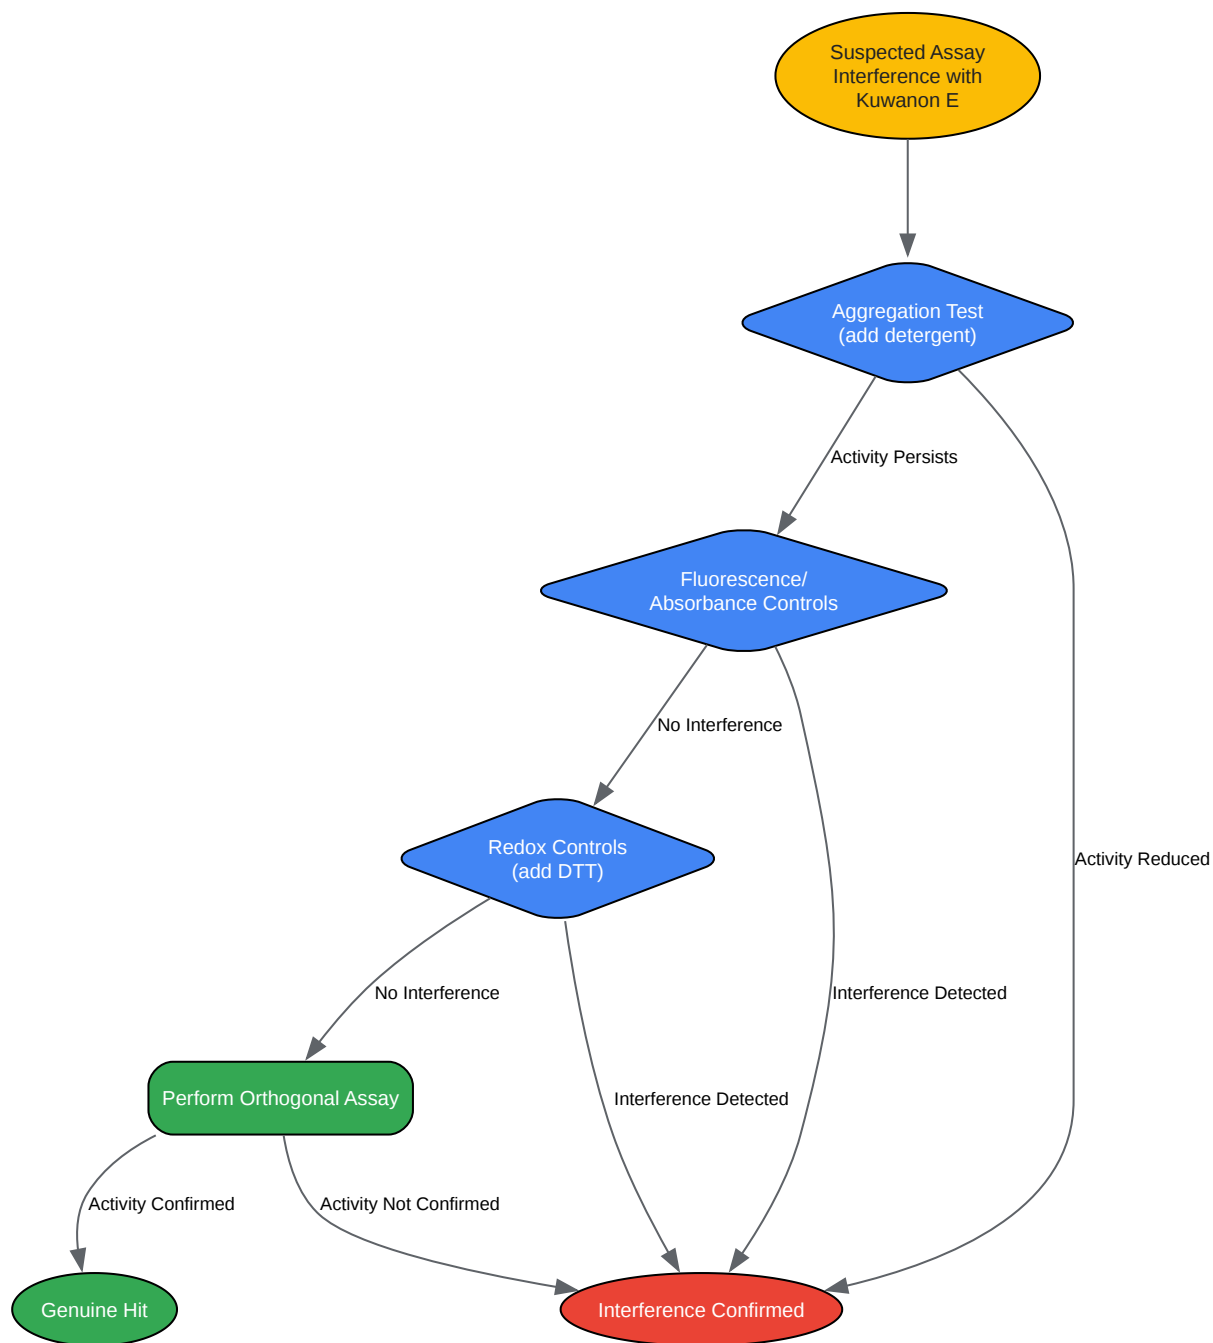 Suspected Assay
Interference with
Kuwanon E
Aggregation Test
(add detergent)
Activity Persists
Fluorescence/
Absorbance Controls
No Interference
Redox Controls
(add DTT)
Activity Reduced
No Interference
Interference Detected
Perform Orthogonal Assay
Interference Detected
Activity Confirmed
Activity Not Confirmed
Genuine Hit
Interference Confirmed